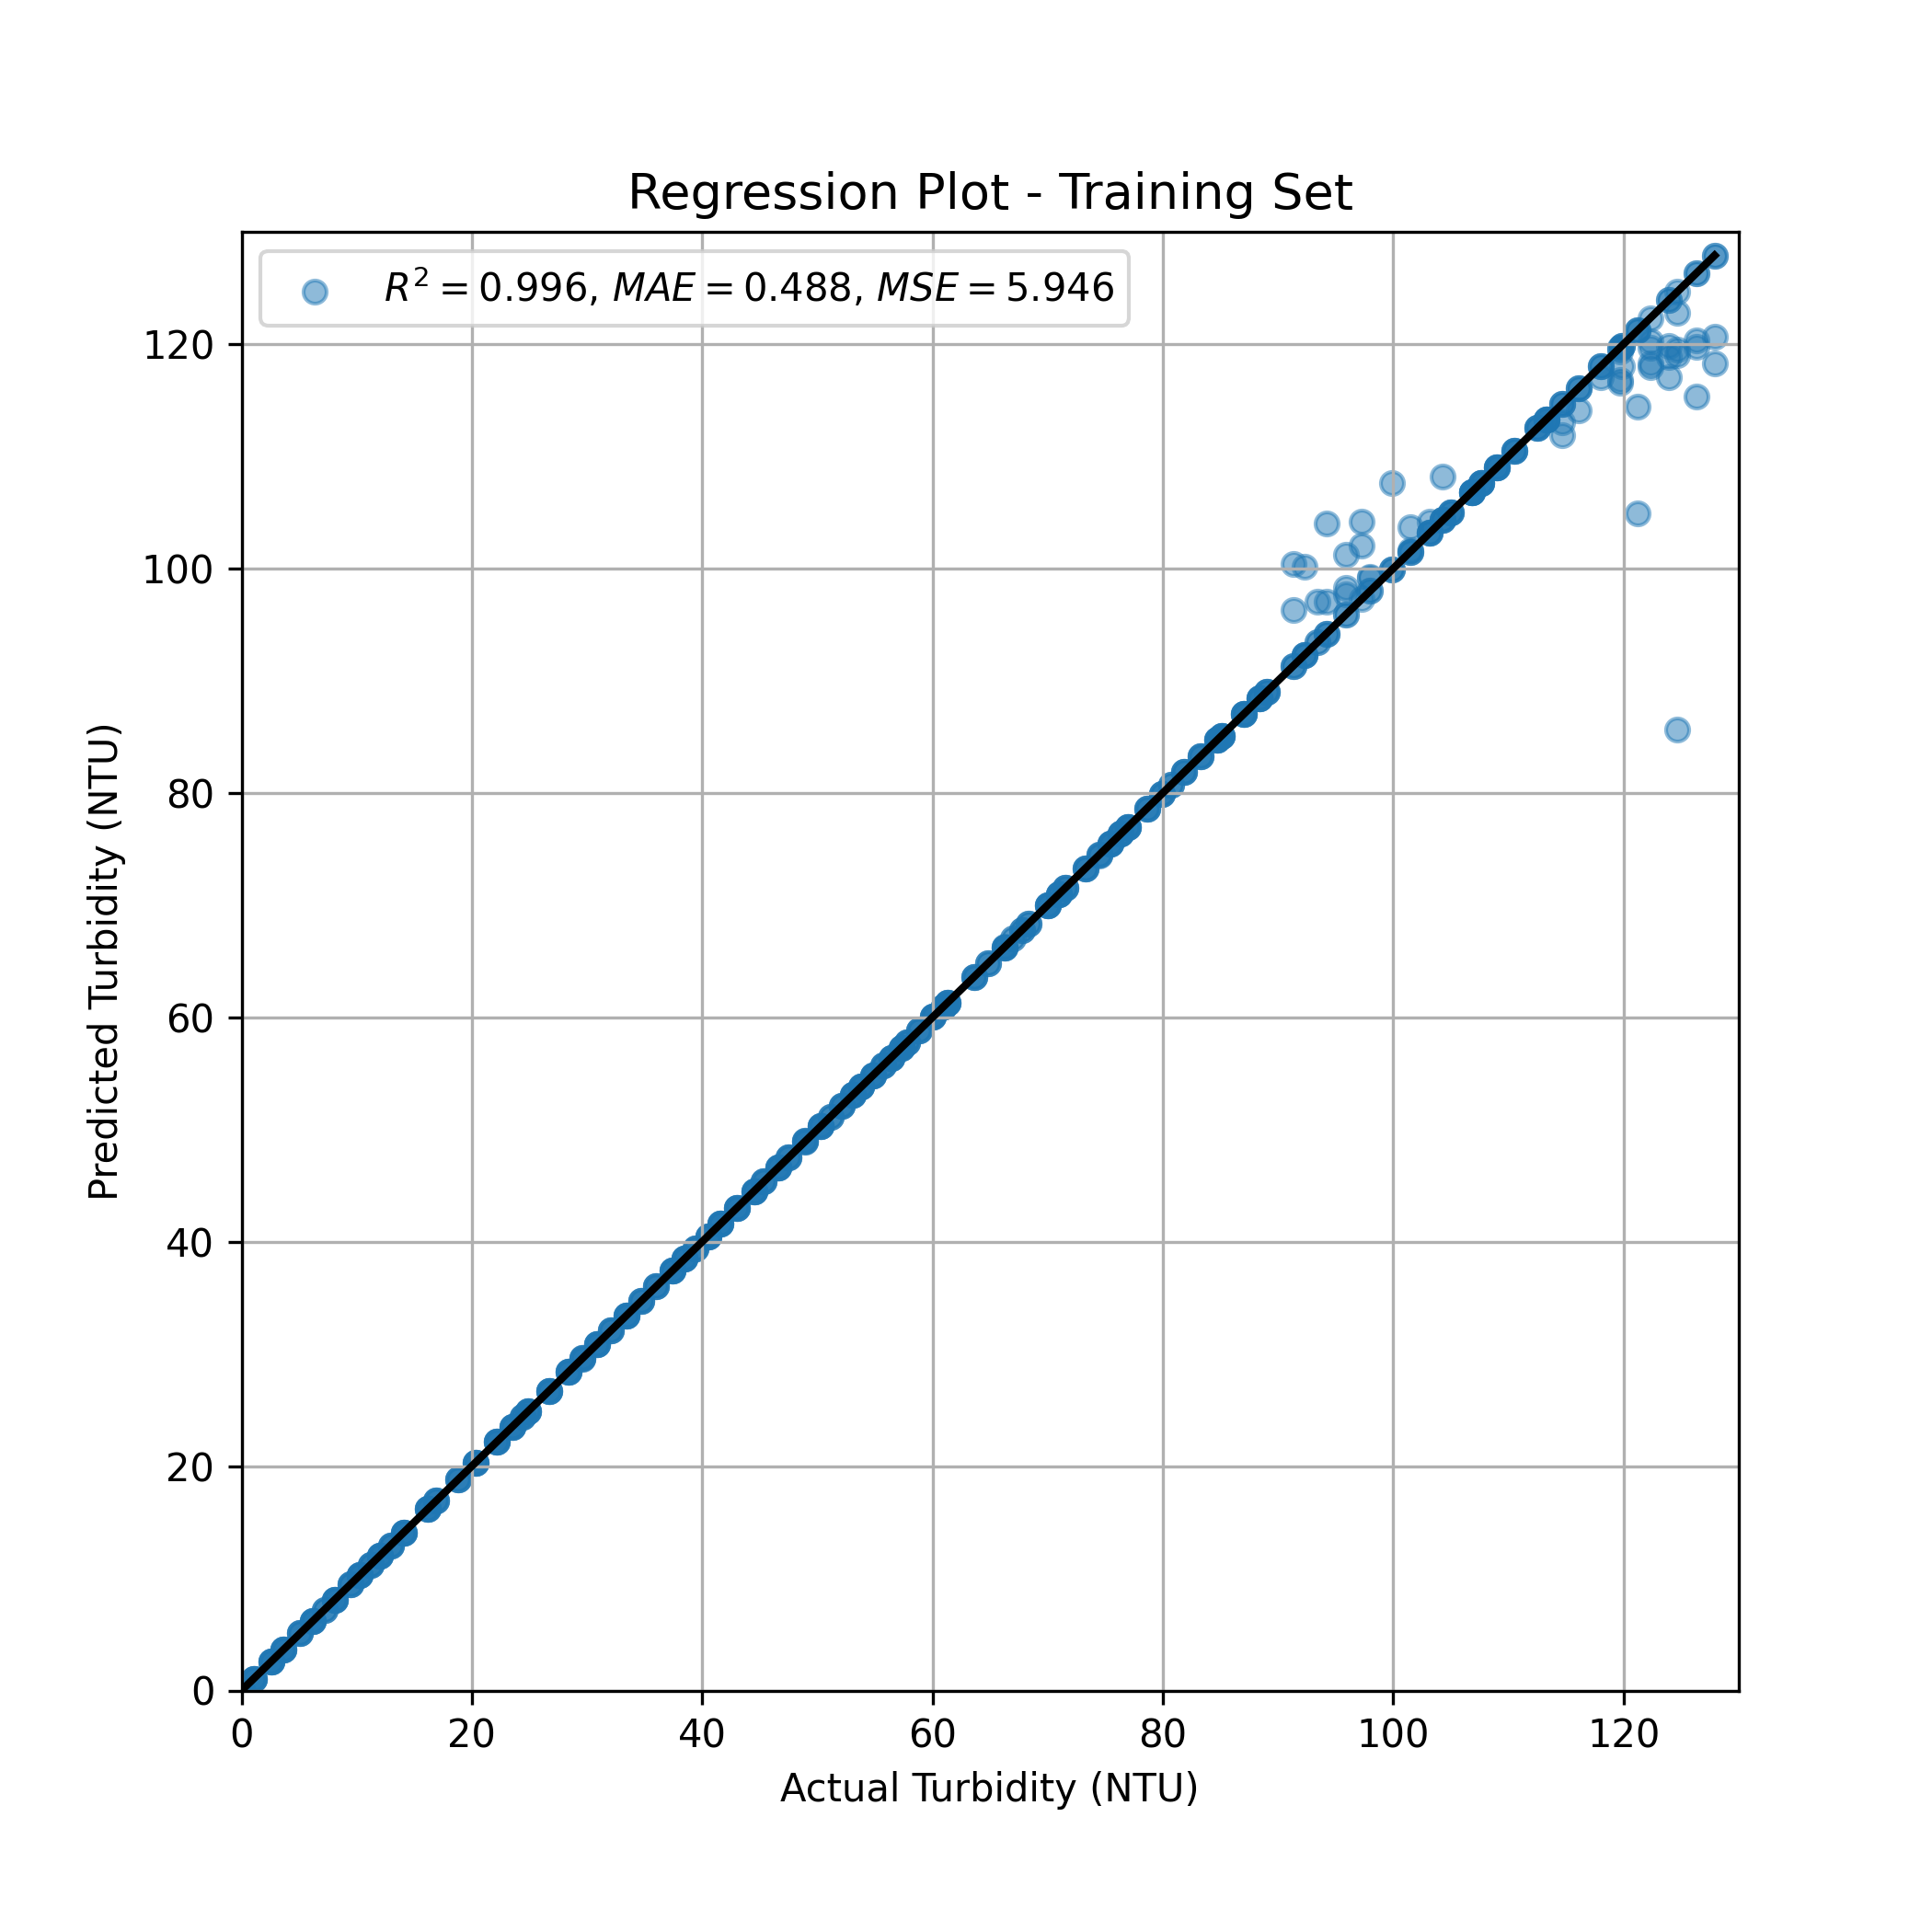 Regression Plot - Training Set
R² = 0.996, MAE = 0.488, MSE = 5.946
Predicted Turbidity (NTU)
120
100
80
60
40
20
0
0 20 40 60 80 100 120
Actual Turbidity (NTU)